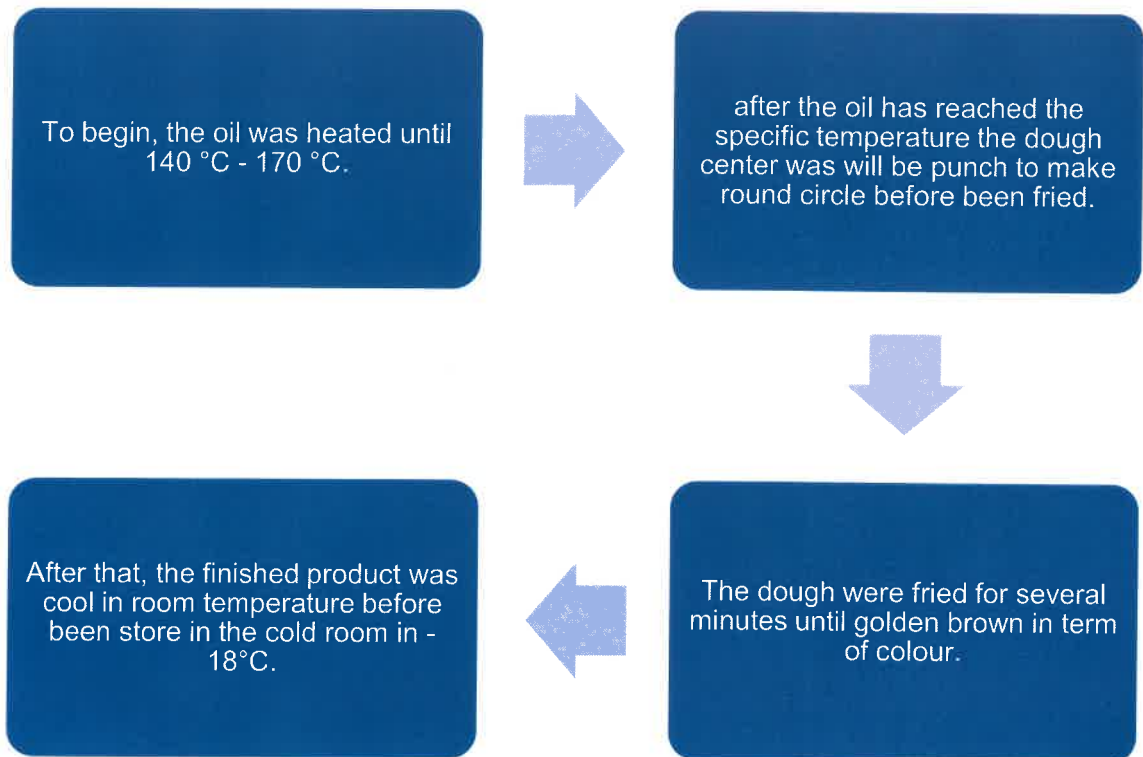 To begin, the oil was heated until
140 °C - 170 °C.
after the oil has reached the
specific temperature the dough
center was will be punch to make
round circle before been fried.
The dough were fried for several
minutes until golden brown in term
of colour.
After that, the finished product was
cool in room temperature before
been store in the cold room in -
18°C.